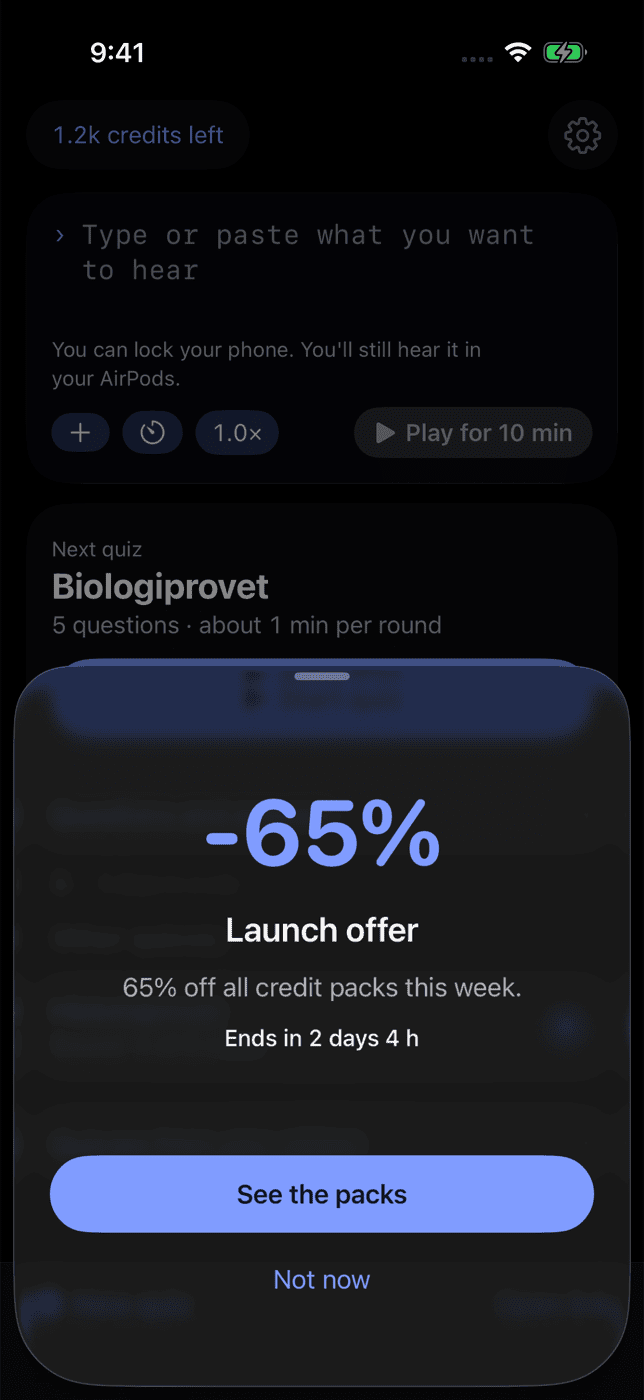 9:41
1.2k credits left
› Type or paste what you want
to hear
You can lock your phone. You'll still hear it in
your AirPods.
1.0×
Play for 10 min
Next quiz
Biologiprovet
5 questions · about 1 min per round
-65%
Launch offer
65% off all credit packs this week.
Ends in 2 days 4 h
See the packs
Not now